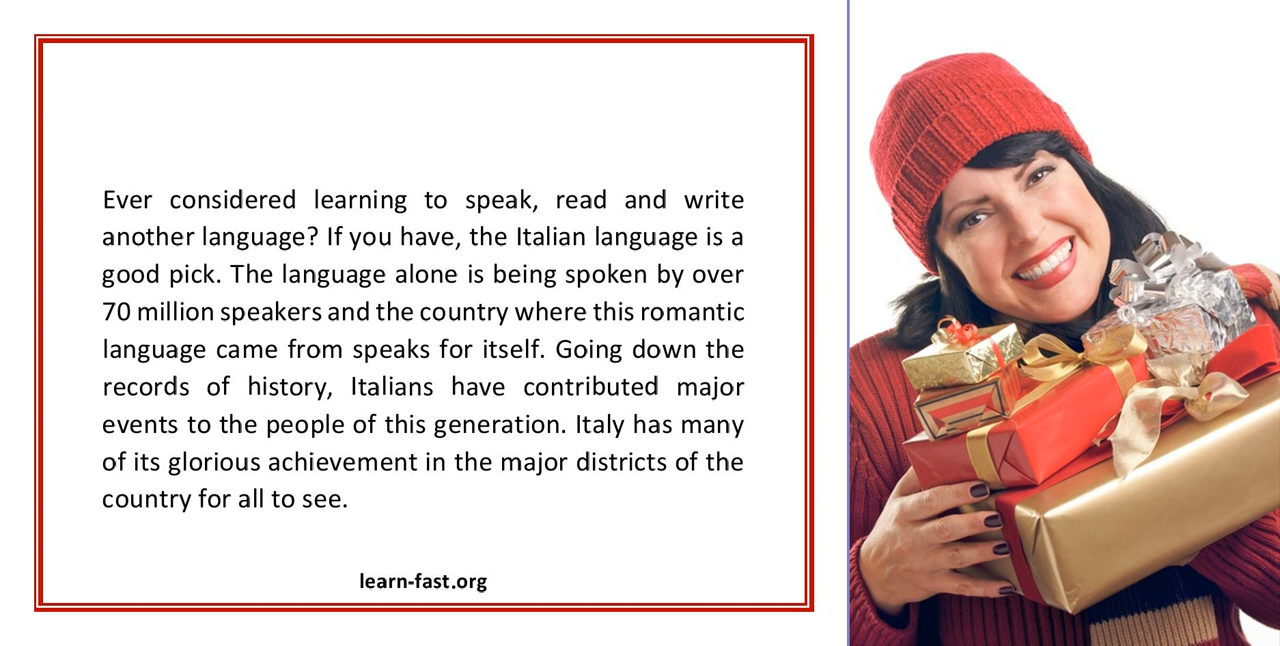 Ever considered learning to speak, read and write
another language? If you have, the Italian language is a
good pick. The language alone is being spoken by over
70 million speakers and the country where this romantic
language came from speaks for itself. Going down the
records of history, Italians have contributed major
events to the people of this generation. Italy has many
of its glorious achievement in the major districts of the
country for all to see.
learn-fast.org